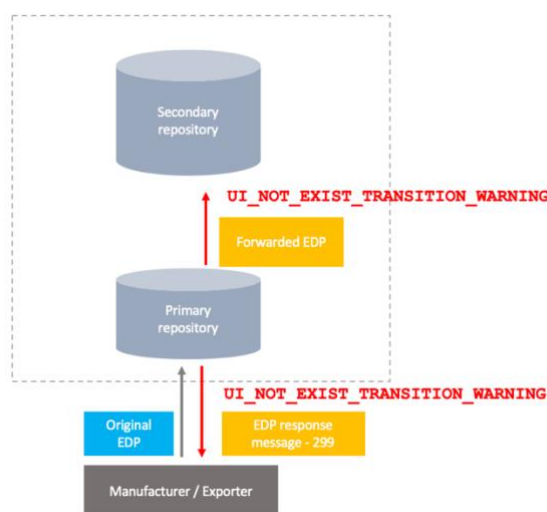 Secondary
repository
UI_NOT_EXIST_TRANSITION_WARNING
Forwarded EDP
Primary
repository
UI_NOT_EXIST_TRANSITION_WARNING
Original
EDP
EDP response
message - 299
Manufacturer / Exporter